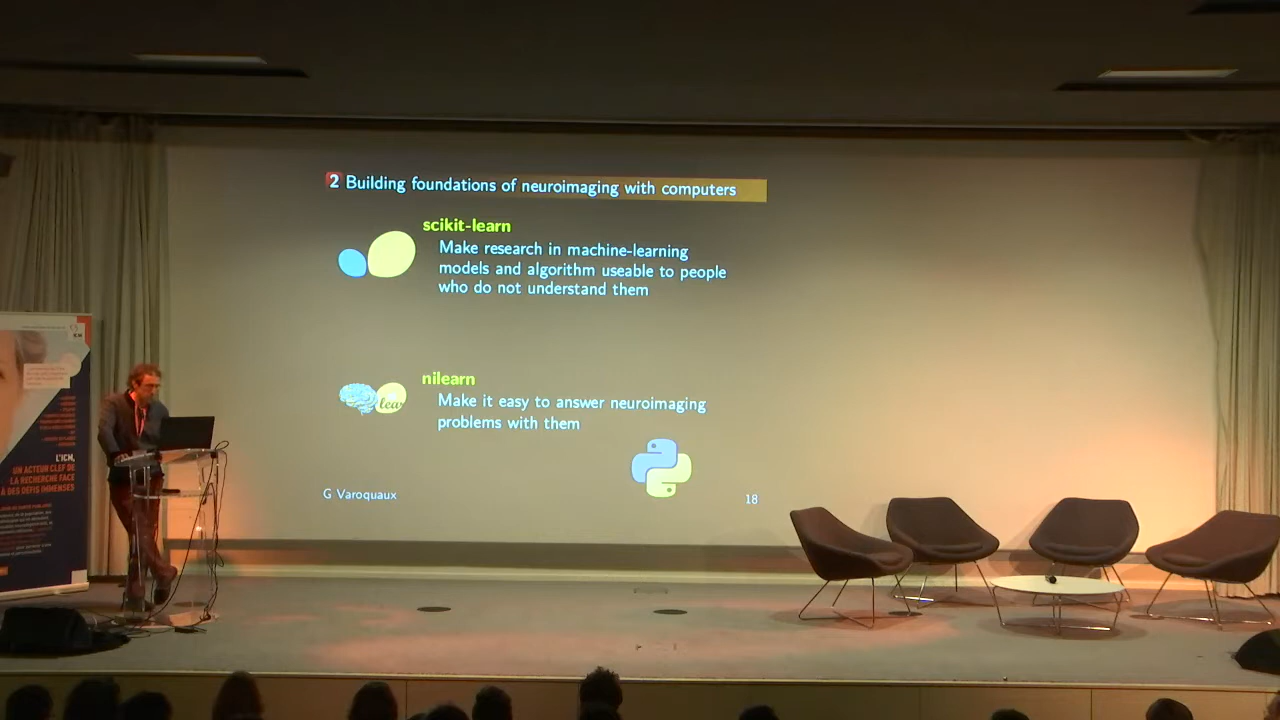 2 Building foundations of neuroimaging with computers
scikit-learn
Make research in machine-learning
models and algorithm useable to people
who do not understand them
nilearn
Make it easy to answer neuroimaging
problems with them
G Varoquaux
18
L'ICM,
UN ACTEUR CLEF DE
LA RECHERCHE FACE
À DES DÉFIS IMMENSES